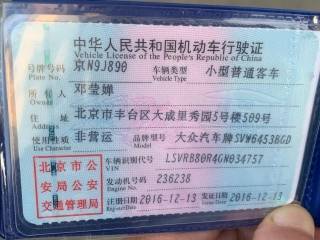 中华人民共和国机动车行驶证
Vehicle License of the People's Republic of China
号牌号码 京N9J890 车辆类型 小型普通客车
Plate No. Vehicle Type
所有人 邓莹婵
Owner
住址 北京市丰台区大成里秀园5号楼509号
Address
使用性质 非营运 品牌型号 大众汽车牌SVW6453BGD
Use Character Model
北京市公安局公安交通管理局
车辆识别代号 LSVRB80R4GN034757
VIN
发动机号码 236238
Engine No.
注册日期 2016-12-13 发证日期 2016-12-13
Register Date Issue Date